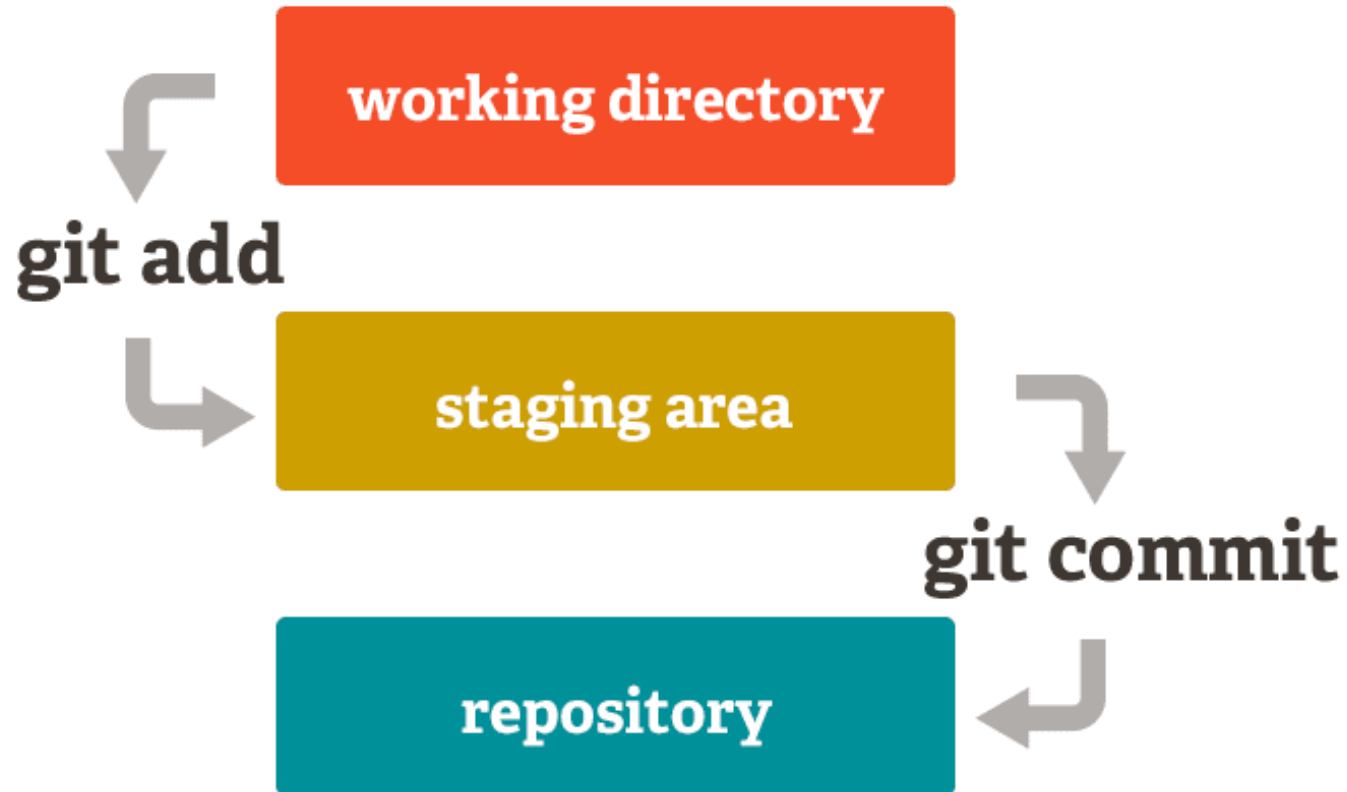 working directory
git add
staging area
git commit
repository